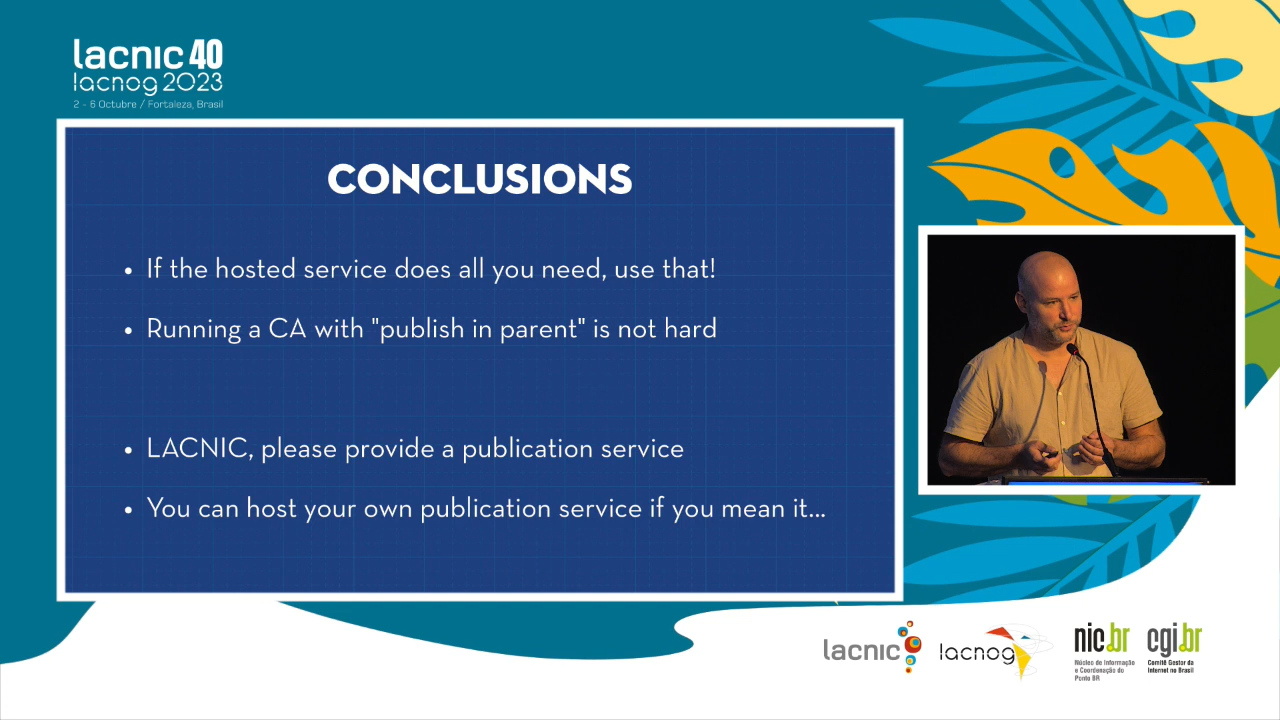 lacnic 40
lacnog 2023
2 - 6 Octubre / Fortaleza, Brasil
CONCLUSIONS
• If the hosted service does all you need, use that!
• Running a CA with "publish in parent" is not hard
• LACNIC, please provide a publication service
• You can host your own publication service if you mean it...
lacnic
lacnog
nic.br
Núcleo de Informação
e Coordenação do
Ponto BR
cgi.br
Comitê Gestor da
Internet no Brasil